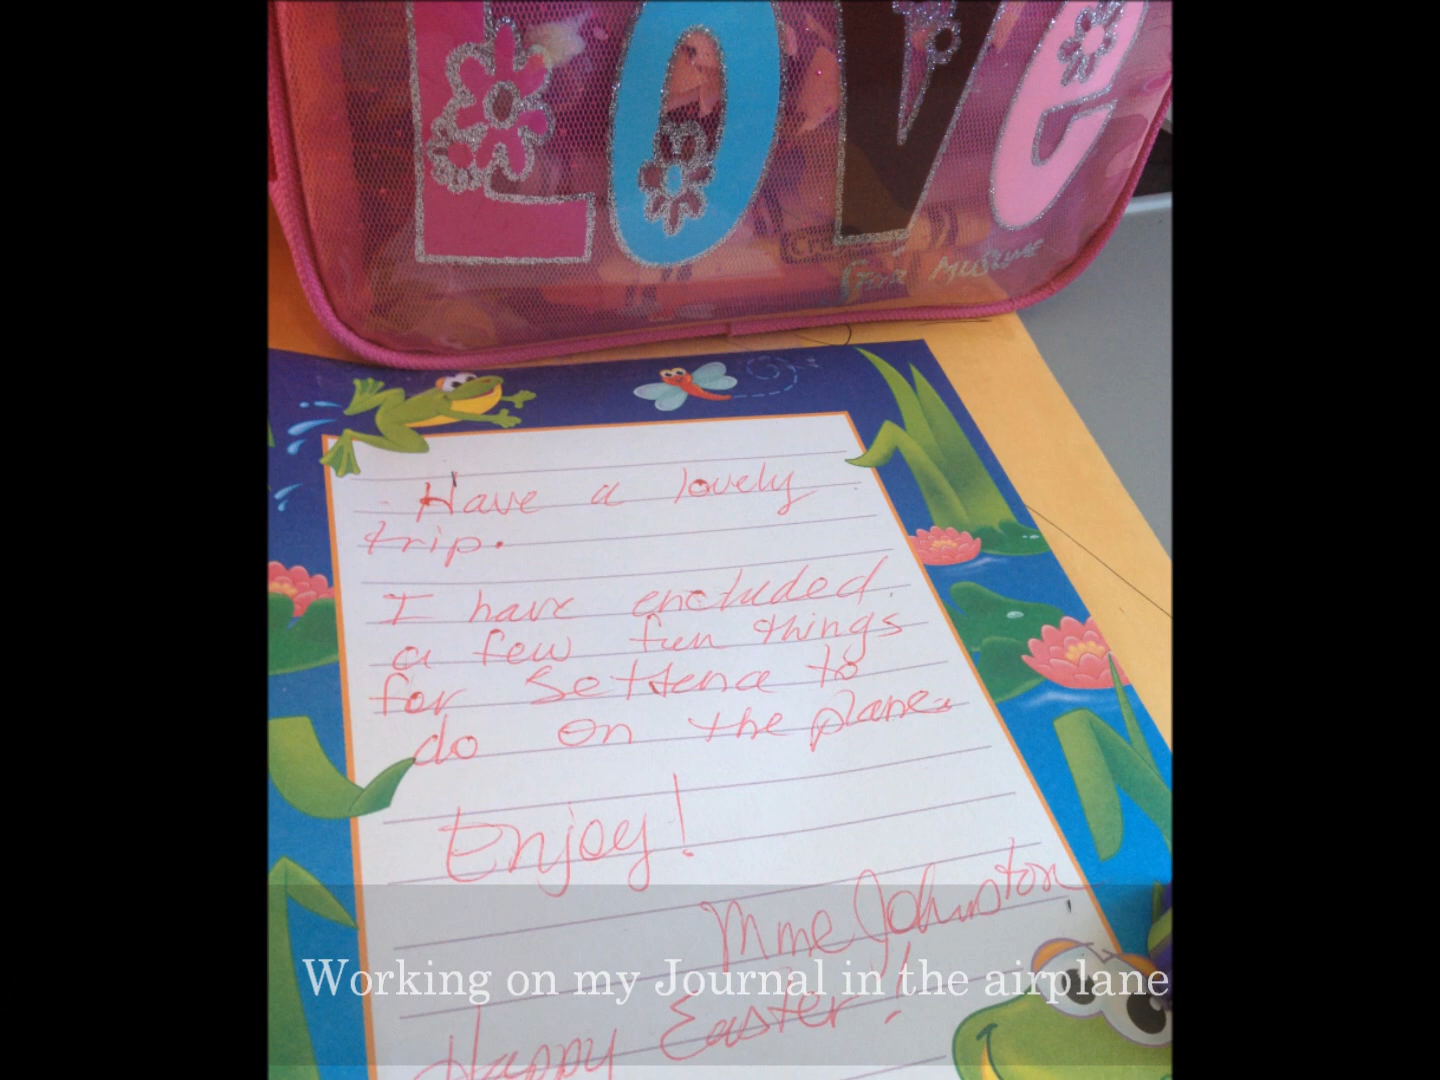 LOVe
Have a lovely
trip.
I have encluded
a few fun things
for Settena to
do on the plane.
Enjoy!
Mme Johnston
Happy Easter!
Working on my Journal in the airplane